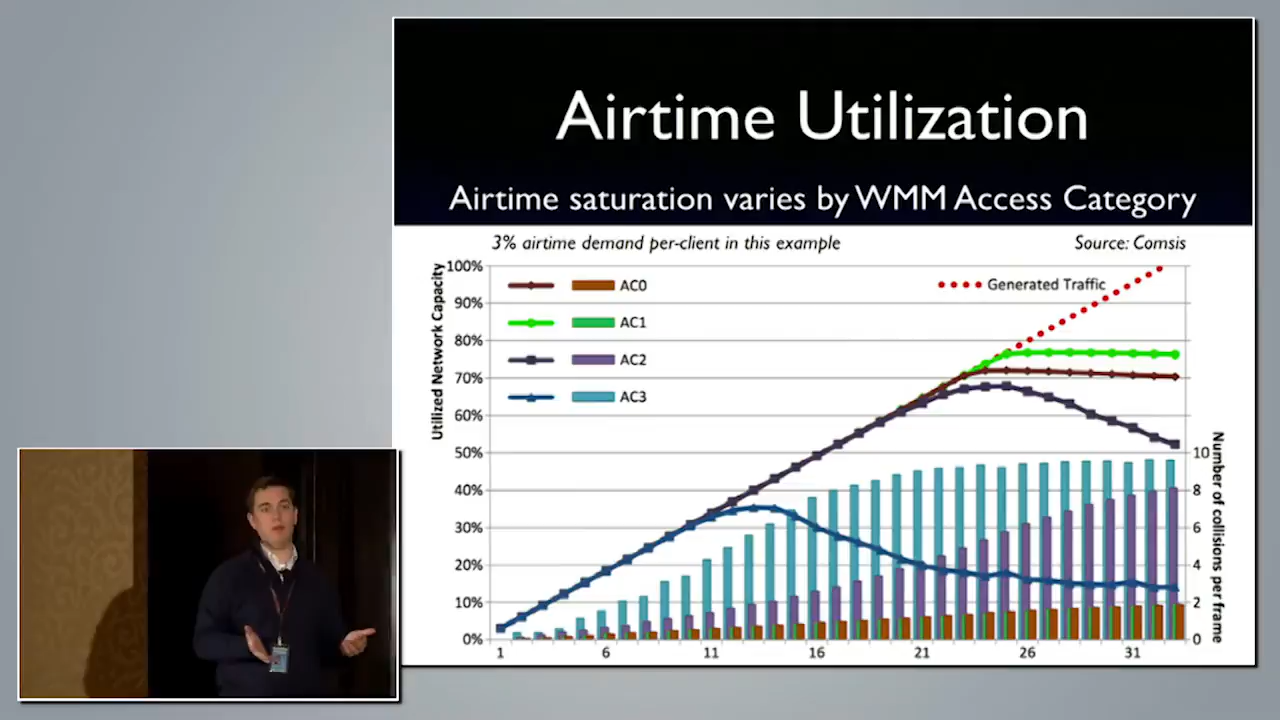 Airtime Utilization
Airtime saturation varies by WMM Access Category
3% airtime demand per-client in this example
Source: Comsis
Utilized Network Capacity
100%
90%
80%
70%
60%
50%
40%
30%
20%
10%
0%
AC0
AC1
AC2
AC3
Generated Traffic
10
8
6
4
2
0
Number of collisions per frame
1
6
11
16
21
26
31